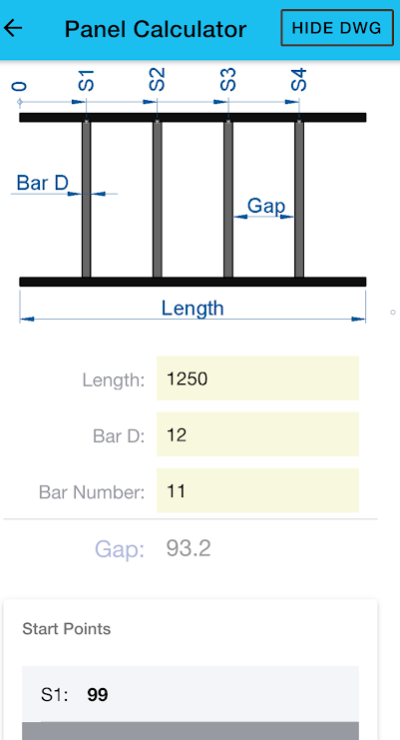 Panel Calculator
HIDE DWG
0
S1
S2
S3
S4
Bar D
Gap
Length
Length: 1250
Bar D: 12
Bar Number: 11
Gap: 93.2
Start Points
S1: 99